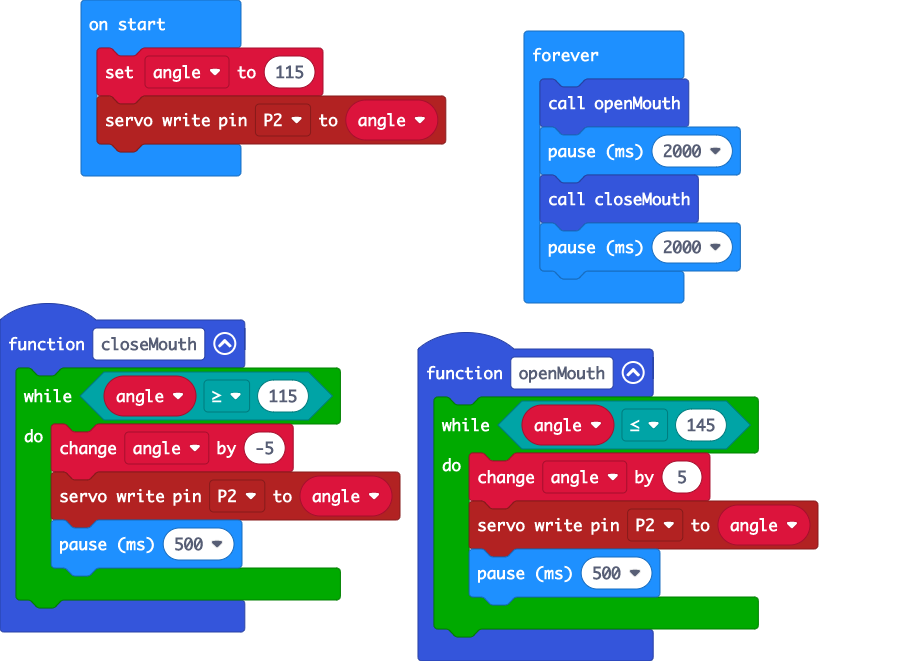 on start
set angle to 115
servo write pin P2 to angle
forever
call openMouth
pause (ms) 2000
call closeMouth
pause (ms) 2000
function closeMouth
while angle ≥ 115
do
change angle by -5
servo write pin P2 to angle
pause (ms) 500
function openMouth
while angle ≤ 145
do
change angle by 5
servo write pin P2 to angle
pause (ms) 500